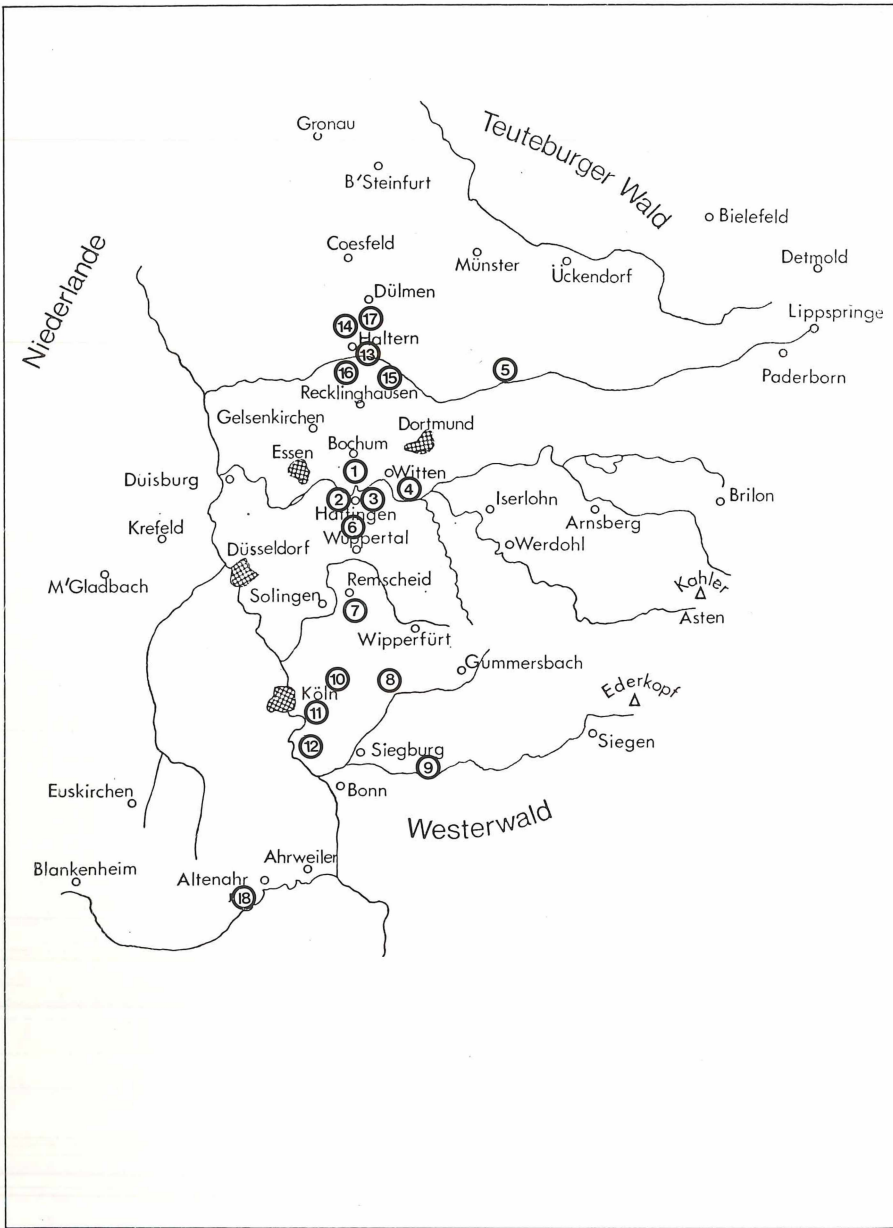 Gronau
Teuteburger Wald
B'Steinfurt
Bielefeld
Niederlande
Coesfeld
Münster
Ückendorf
Detmold
Dülmen
Lippspringe
14
17
Haltern
13
Paderborn
16
15
5
Recklinghausen
Gelsenkirchen
Dortmund
Essen
Bochum
1
Witten
Duisburg
2
3
4
Iserlohn
Arnsberg
Brilon
Hattingen
Krefeld
6
Wuppertal
Werdohl
Düsseldorf
M'Gladbach
Remscheid
Kahler
Asten
Solingen
7
Wipperfürt
Gummersbach
10
8
Ederkopf
Köln
11
12
Siegburg
Siegen
9
Euskirchen
Bonn
Westerwald
Blankenheim
Altenahr
Ahrweiler
18